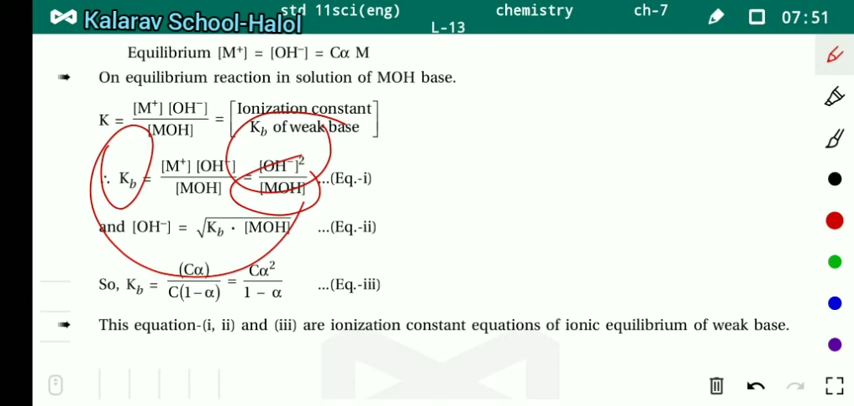 Kalarav School-Halol std 11sci(eng) chemistry ch-7 07:51
L-13
Equilibrium [M⁺] = [OH⁻] = Cα M
➠ On equilibrium reaction in solution of MOH base.
K = [M⁺] [OH⁻] / [MOH] = [Ionization constant
K_b of weak base]
∴ K_b = [M⁺] [OH⁻] / [MOH] = [OH⁻]² / [MOH] ...(Eq.-i)
and [OH⁻] = √K_b · [MOH] ...(Eq.-ii)
So, K_b = (Cα) / C(1−α) = Cα² / 1 − α ...(Eq.-iii)
➠ This equation-(i, ii) and (iii) are ionization constant equations of ionic equilibrium of weak base.